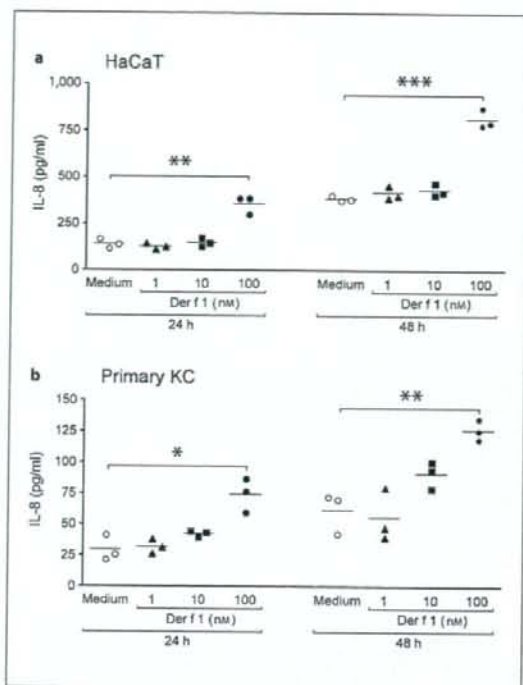 a HaCaT
IL-8 (pg/ml)
1,000
750
500
250
0
** ***
Medium 1 10 100 Medium 1 10 100
Der f 1 (nM) Der f 1 (nM)
24 h 48 h
b Primary KC
IL-8 (pg/ml)
150
125
100
75
50
25
0
* **
Medium 1 10 100 Medium 1 10 100
Der f 1 (nM) Der f 1 (nM)
24 h 48 h